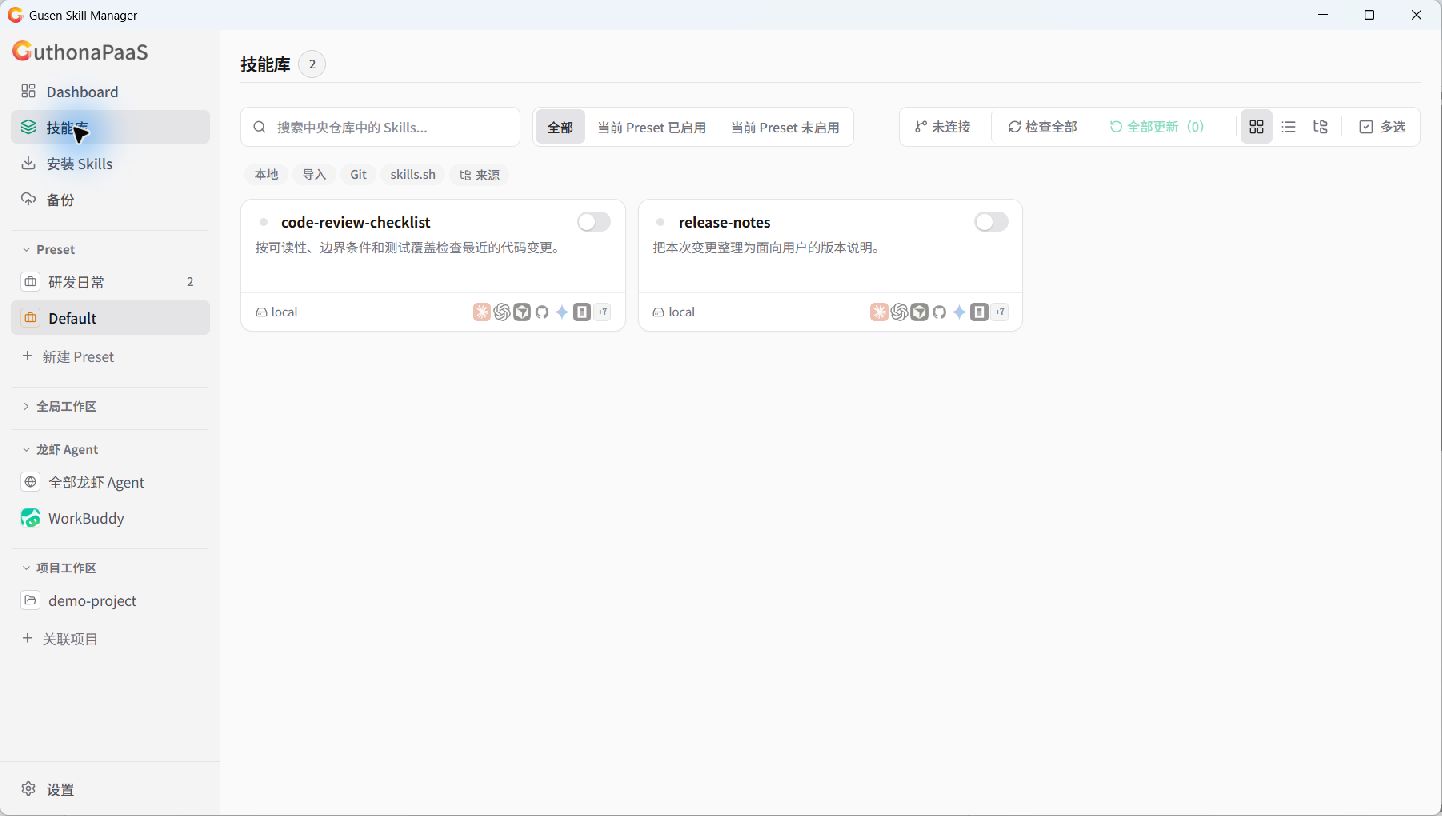 Gusen Skill Manager
GuthonaPaaS
Dashboard
技能库
安装 Skills
备份
Preset
研发日常 2
Default
新建 Preset
全局工作区
龙虾 Agent
全部龙虾 Agent
WorkBuddy
项目工作区
demo-project
关联项目
设置
技能库 2
搜索中央仓库中的 Skills...
全部 当前 Preset 已启用 当前 Preset 未启用
未连接 检查全部 全部更新 (0) 多选
本地 导入 Git skills.sh 来源
code-review-checklist
按可读性、边界条件和测试覆盖检查最近的代码变更。
local +7
release-notes
把本次变更整理为面向用户的版本说明。
local +7